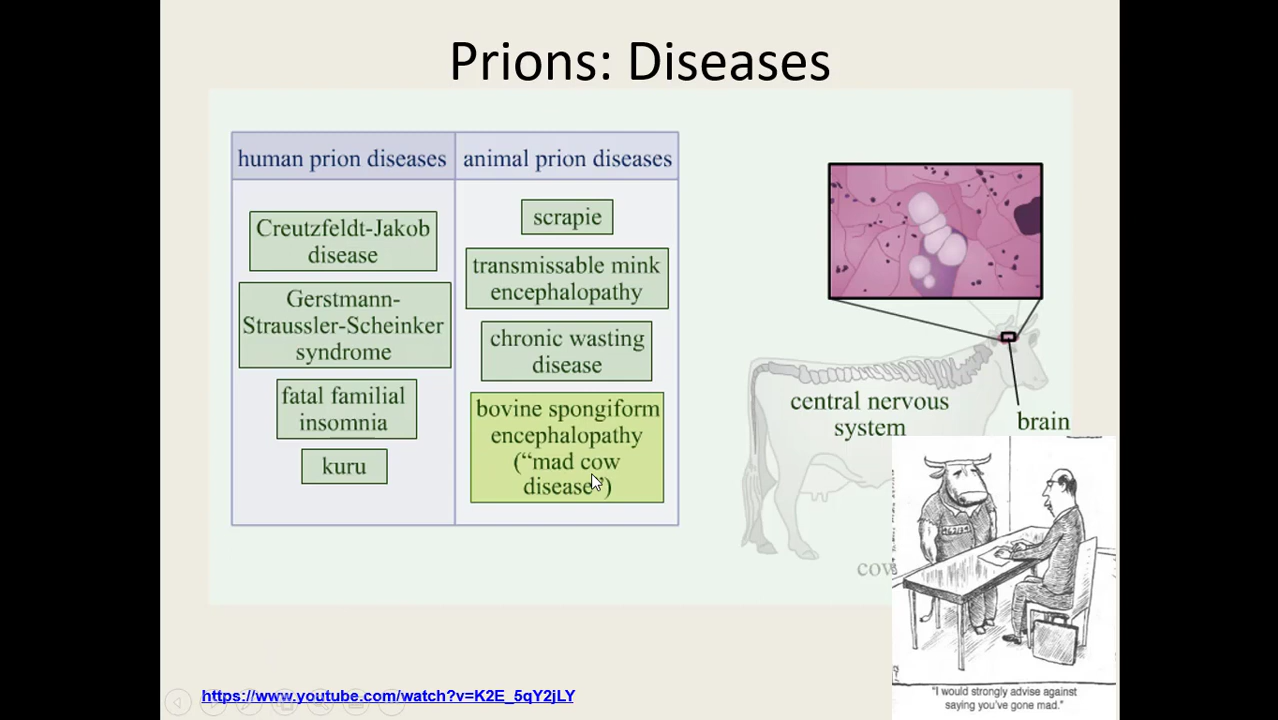 Prions: Diseases
human prion diseases
animal prion diseases
Creutzfeldt-Jakob
disease
Gerstmann-
Straussler-Scheinker
syndrome
fatal familial
insomnia
kuru
scrapie
transmissable mink
encephalopathy
chronic wasting
disease
bovine spongiform
encephalopathy
(“mad cow
disease”)
central nervous
system
brain
cow
"I would strongly advise against
saying you've gone mad."
https://www.youtube.com/watch?v=K2E_5qY2jLY